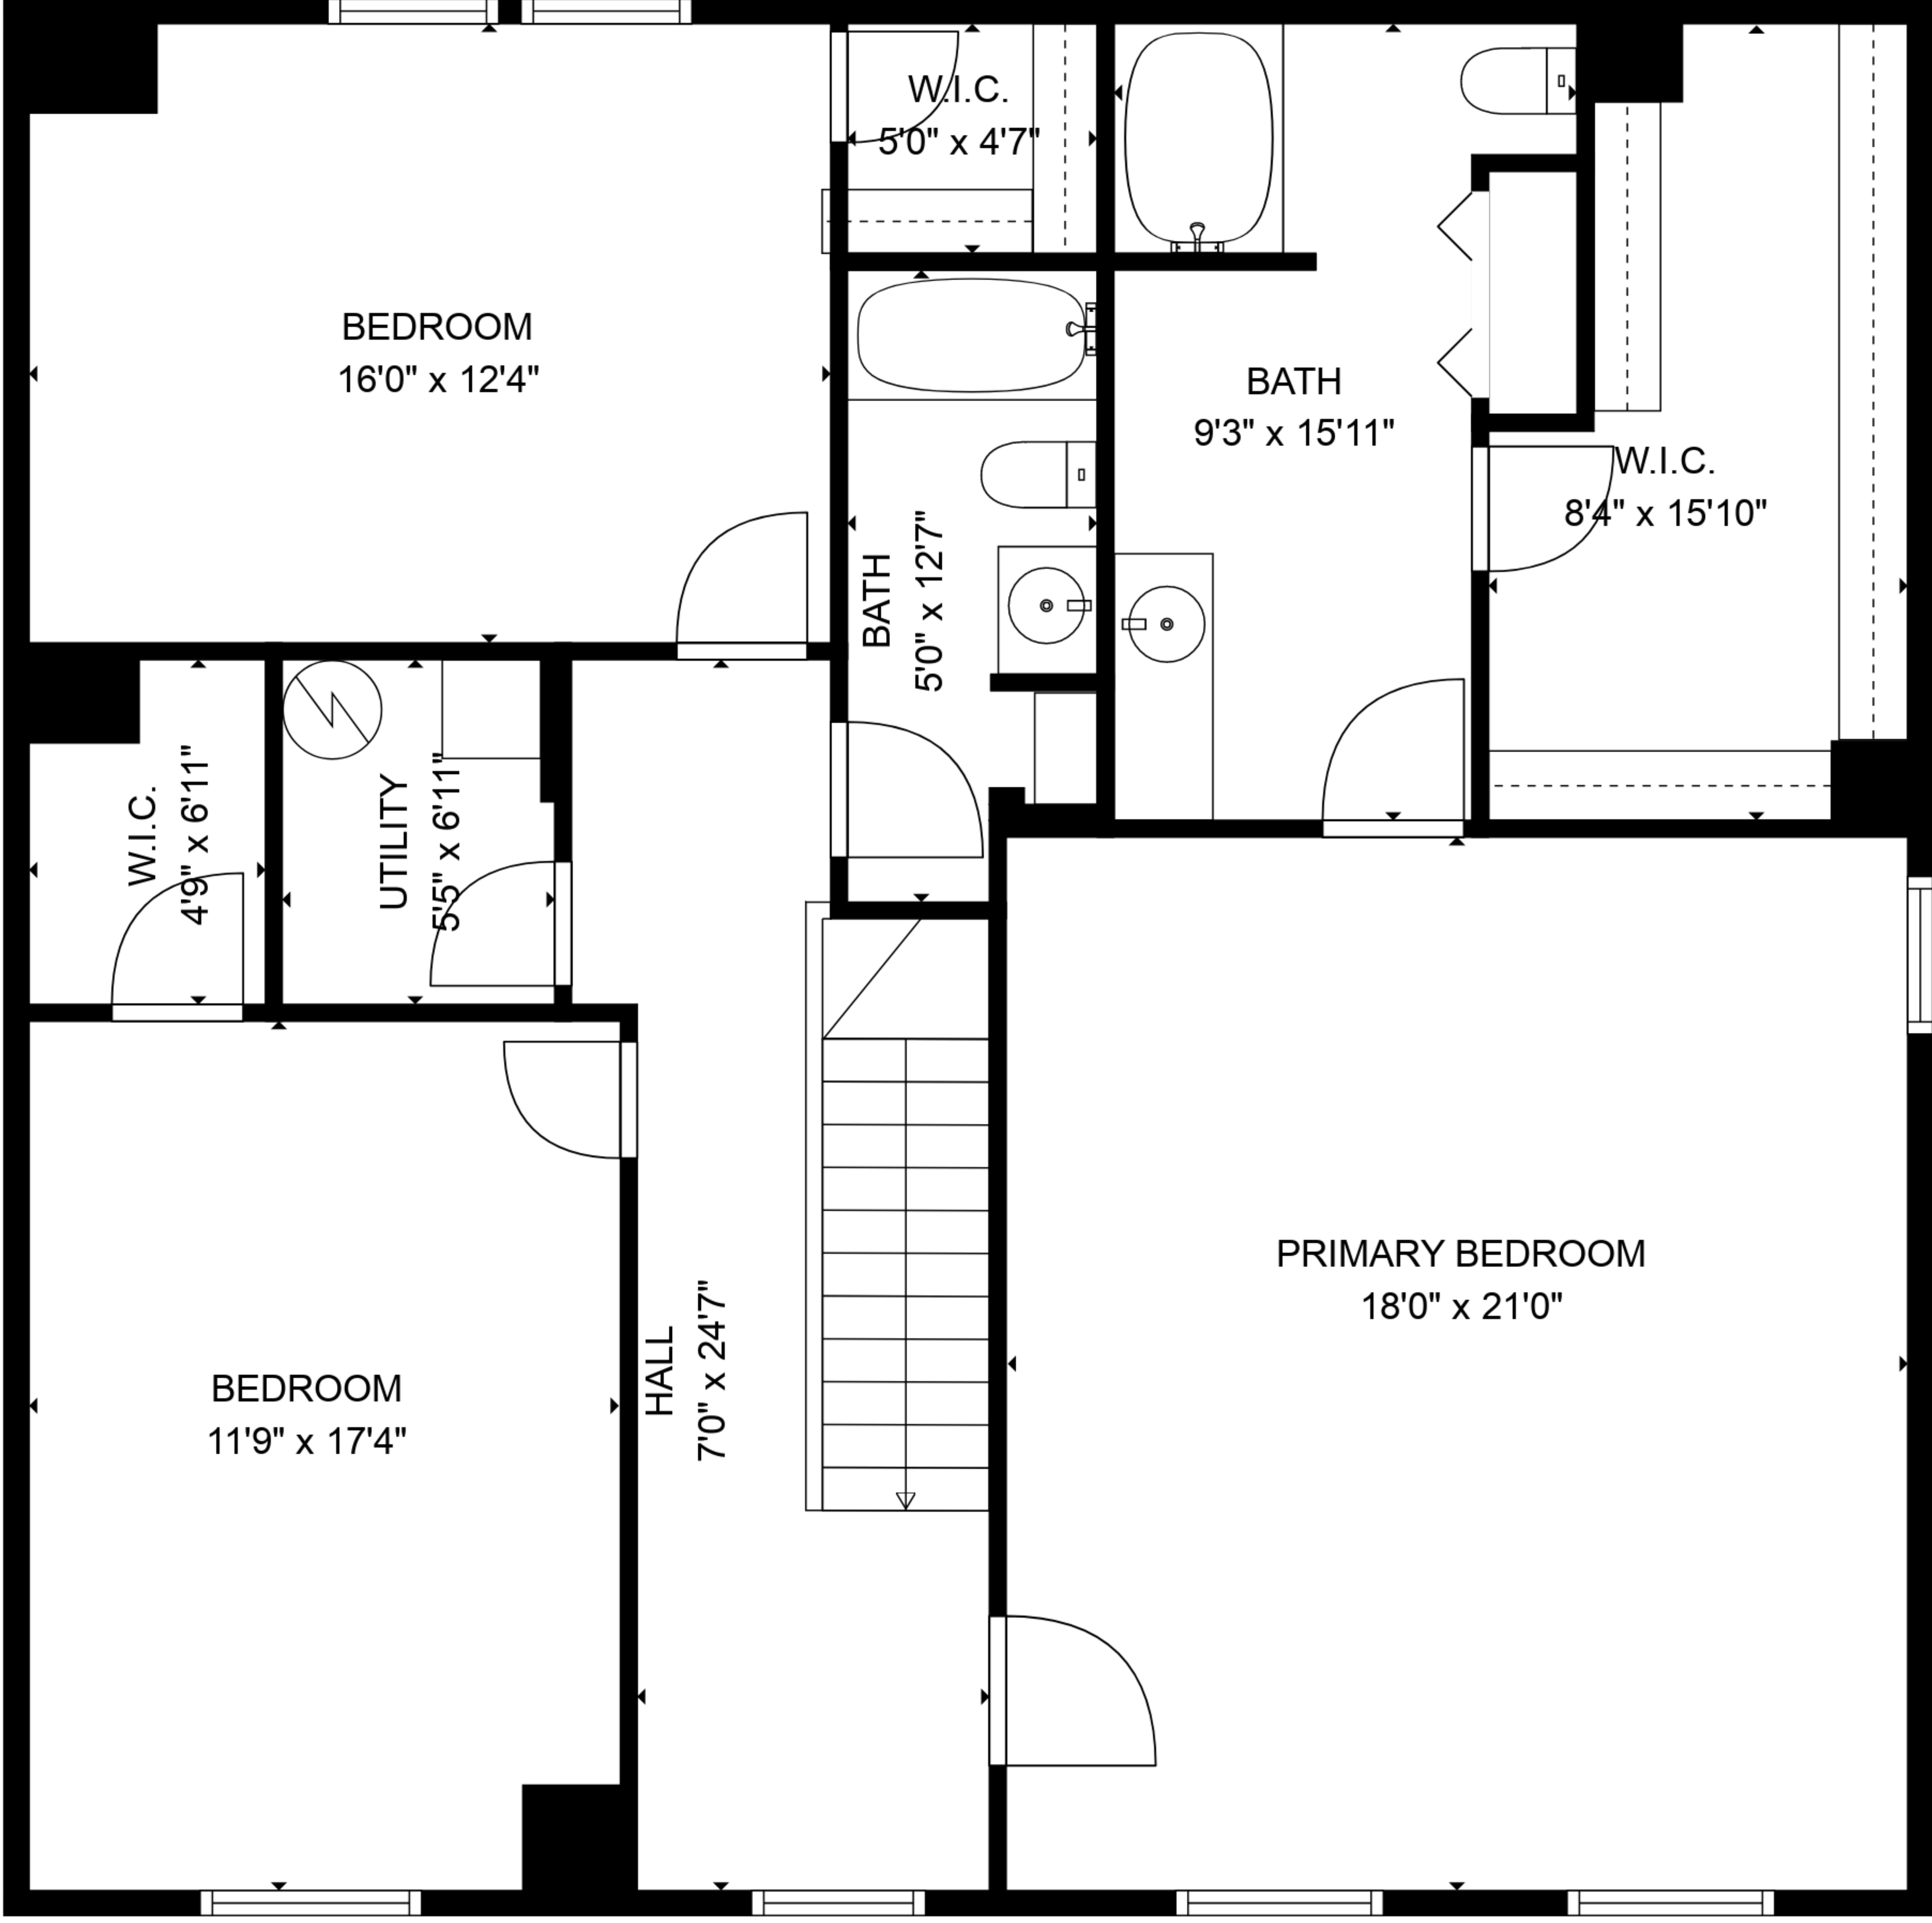 W.I.C.
5'0" x 4'7"
BEDROOM
16'0" x 12'4"
BATH
9'3" x 15'11"
W.I.C.
8'4" x 15'10"
BATH
5'0" x 12'7"
W.I.C.
4'9" x 6'11"
UTILITY
5'5" x 6'11"
PRIMARY BEDROOM
18'0" x 21'0"
HALL
7'0" x 24'7"
BEDROOM
11'9" x 17'4"